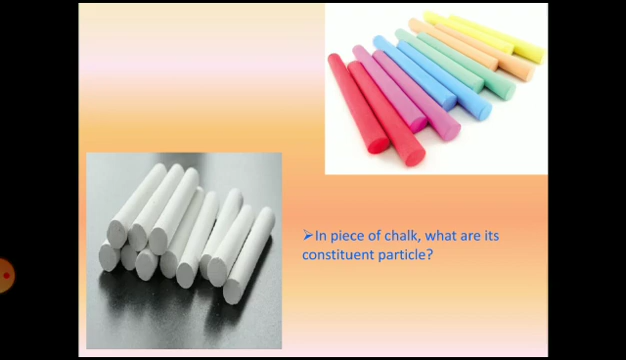 ➢In piece of chalk, what are its
constituent particle?